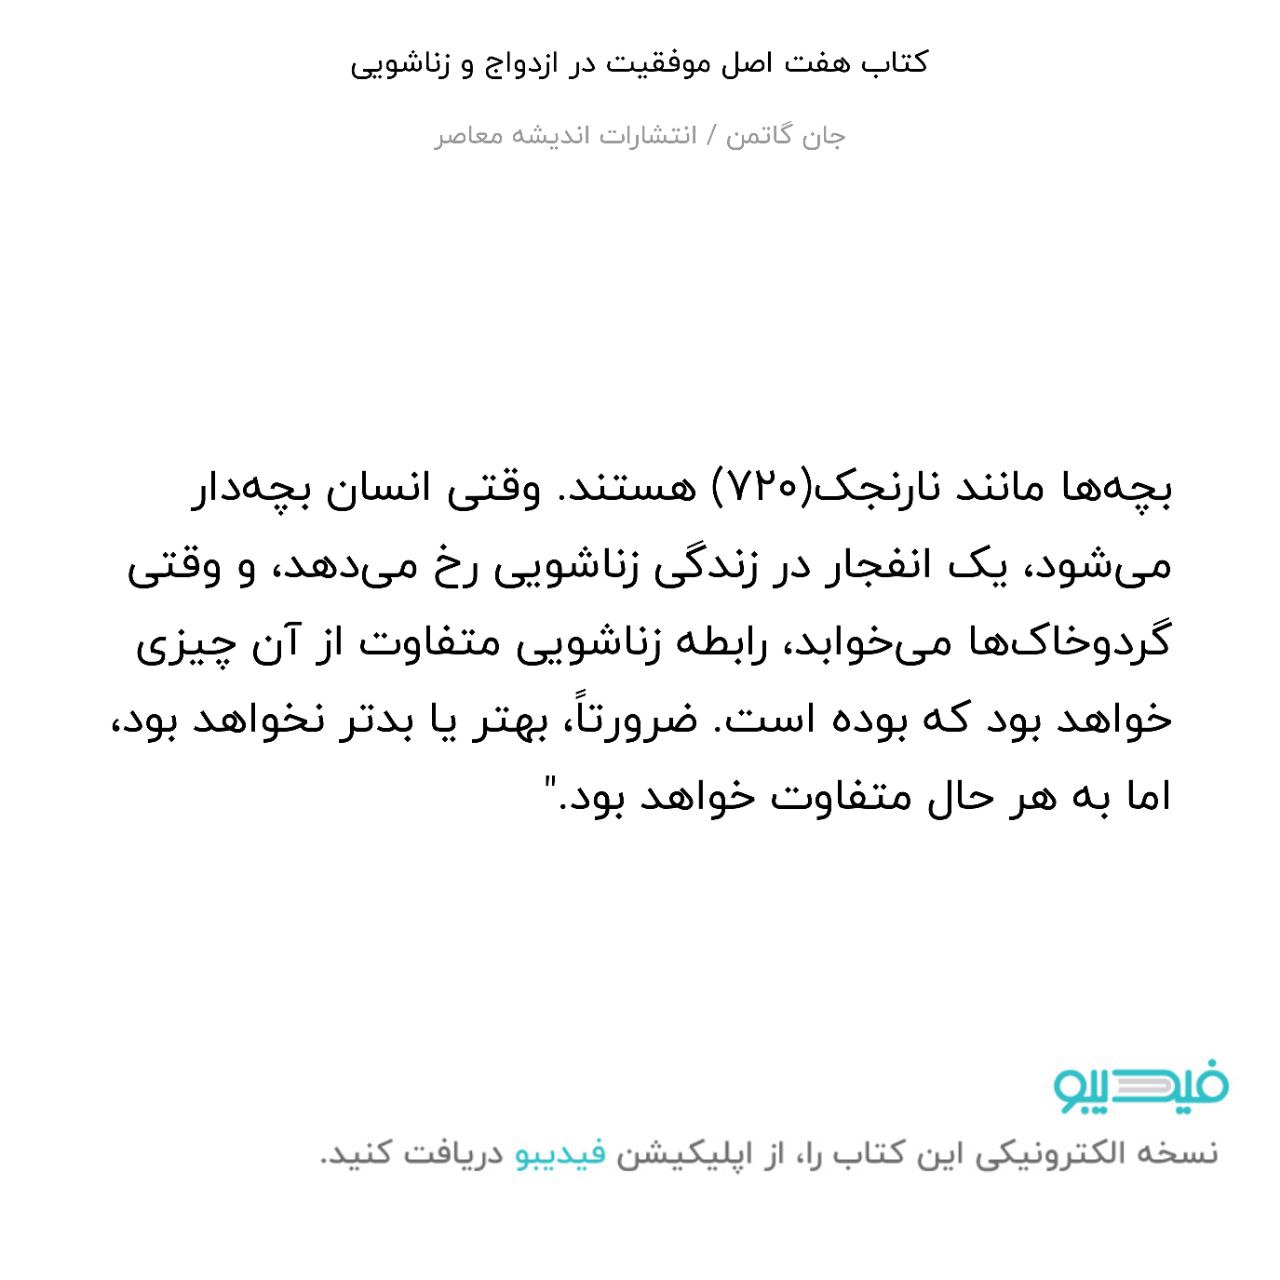 کتاب هفت اصل موفقیت در ازدواج و زناشویی
جان گاتمن / انتشارات اندیشه معاصر
بچه‌ها مانند نارنجک(۷۲۰) هستند. وقتی انسان بچه‌دار
می‌شود، یک انفجار در زندگی زناشویی رخ می‌دهد، و وقتی
گردوخاک‌ها می‌خوابد، رابطه زناشویی متفاوت از آن چیزی
خواهد بود که بوده است. ضرورتاً، بهتر یا بدتر نخواهد بود،
اما به هر حال متفاوت خواهد بود."
فیدیبو
نسخه الکترونیکی این کتاب را، از اپلیکیشن فیدیبو دریافت کنید.